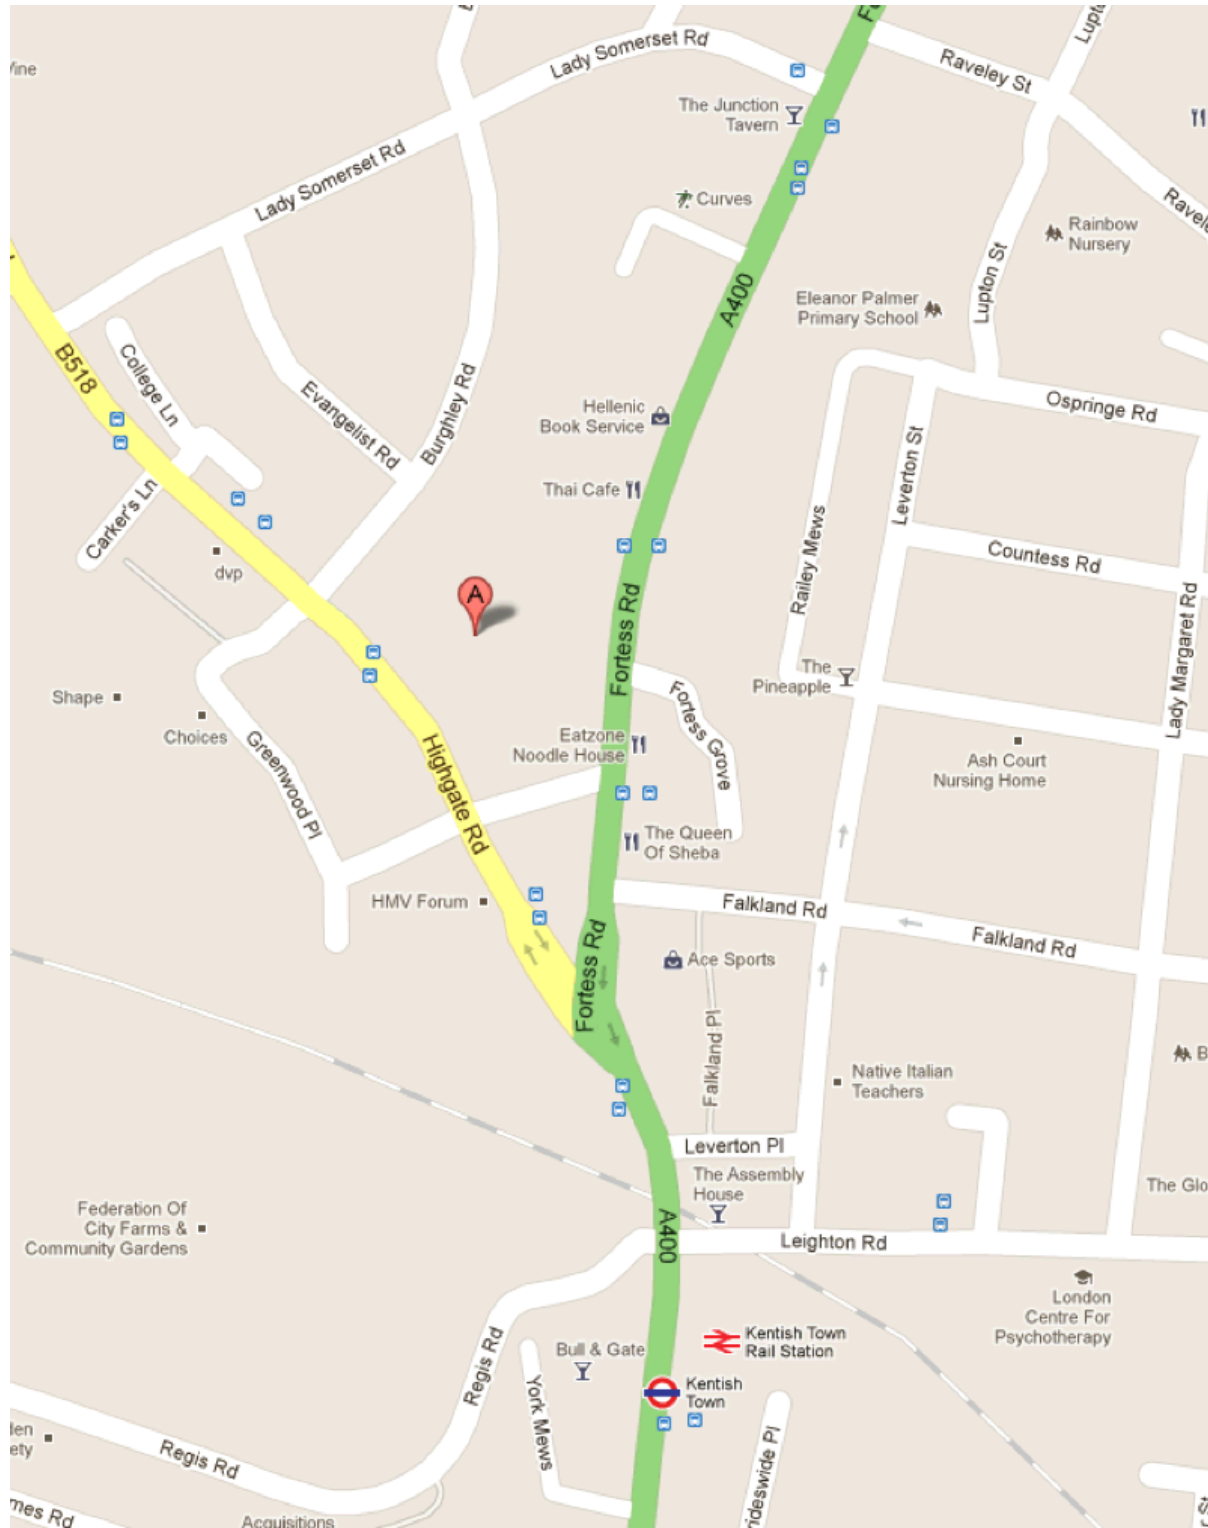 Lady Somerset Rd
Raveley St
The Junction
Tavern
Lady Somerset Rd
Curves
Rainbow
Nursery
Lupton St
A400
Eleanor Palmer
Primary School
B518
College Ln
Evangelist Rd
Burghley Rd
Hellenic
Book Service
Ospringe Rd
Leverton St
Thai Cafe
Carker's Ln
Countess Rd
Railey Mews
dvp
A
Fortess Rd
Lady Margaret Rd
The
Pineapple
Shape
Choices
Fortess Grove
Greenwood Pl
Highgate Rd
Eatzone
Noodle House
Ash Court
Nursing Home
The Queen
Of Sheba
HMV Forum
Falkland Rd
Falkland Rd
Fortess Rd
Ace Sports
Falkland Pl
Native Italian
Teachers
Leverton Pl
The Assembly
House
Federation Of
City Farms &
Community Gardens
A400
Leighton Rd
London
Centre For
Psychotherapy
Kentish Town
Rail Station
Bull & Gate
Regis Rd
York Mews
Kentish
Town
Regis Rd
Acquisitions